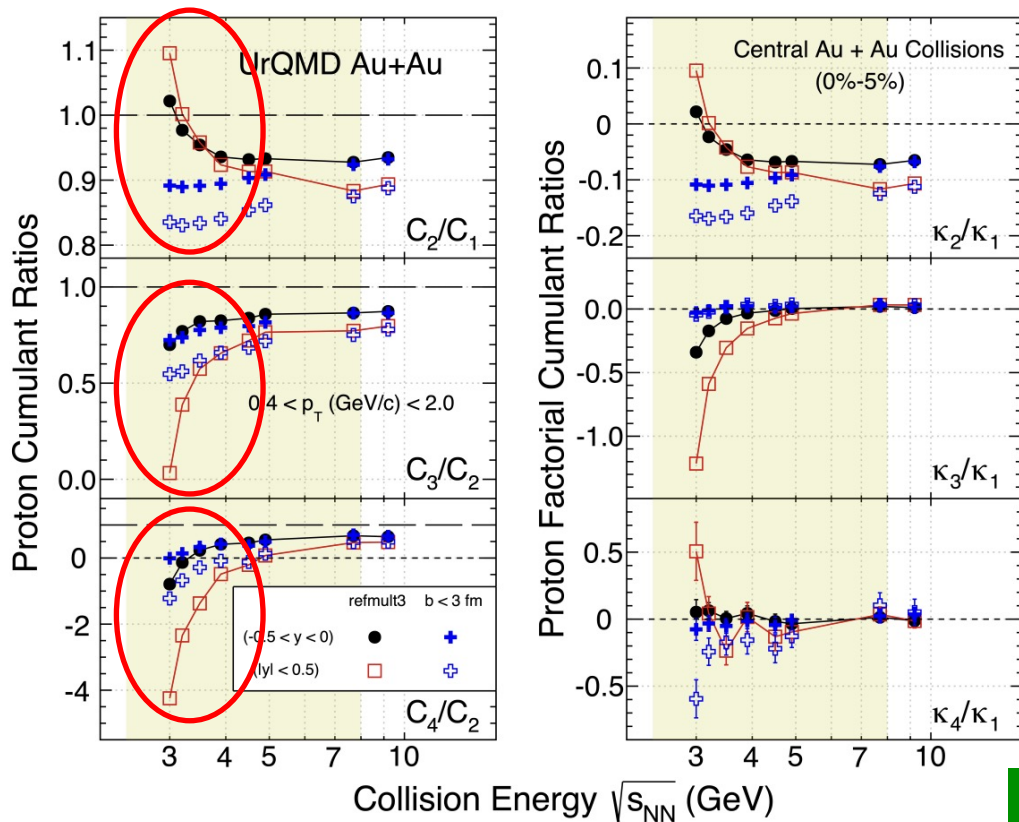 Proton Cumulant Ratios
1.1
1.0
0.9
0.8
UrQMD Au+Au
C2/C1
1.0
0.5
0.0
0.4 < pT (GeV/c) < 2.0
C3/C2
0
-2
-4
refmult3 b < 3 fm
(-0.5 < y < 0)
(|y| < 0.5)
C4/C2
3 4 5 7 10
Proton Factorial Cumulant Ratios
0.1
0
-0.1
-0.2
Central Au + Au Collisions
(0%-5%)
κ2/κ1
0.0
-0.5
-1.0
κ3/κ1
0.5
0
-0.5
κ4/κ1
3 4 5 7 10
Collision Energy √sNN (GeV)